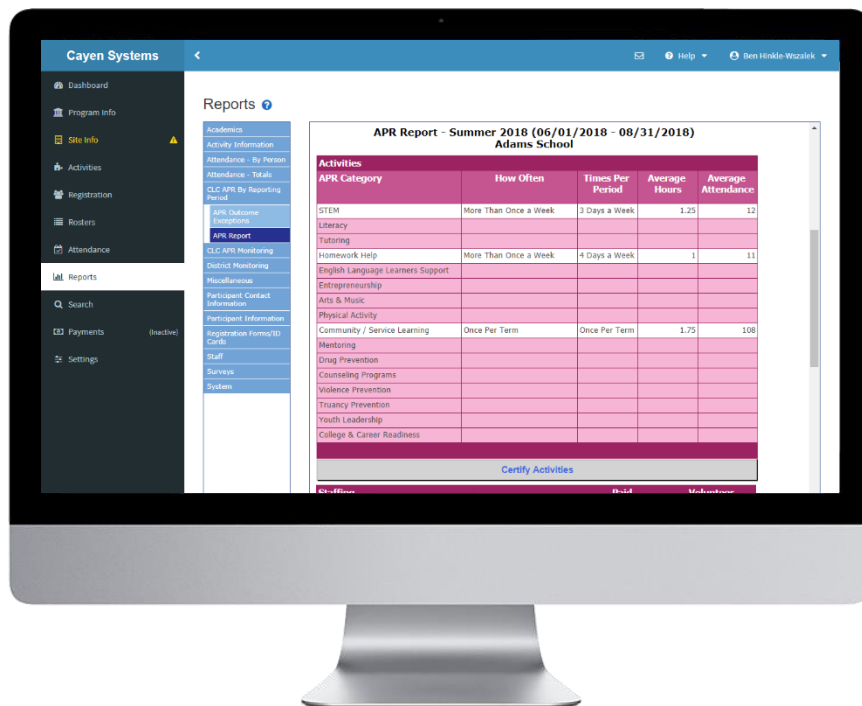 Cayen Systems
Help
Ben Hinkle-Wszalek
Dashboard
Program Info
Site Info
Activities
Registration
Rosters
Attendance
Reports
Search
Payments (Inactive)
Settings
Reports
Academics
Activity Information
Attendance - By Person
Attendance - Totals
CLC APR By Reporting
Period
APR Outcome
Exceptions
APR Report
CLC APR Monitoring
District Monitoring
Miscellaneous
Participant Contact
Information
Participant Information
Registration Forms/ID
Cards
Staff
Surveys
System
APR Report - Summer 2018 (06/01/2018 - 08/31/2018)
Adams School
Activities
APR Category How Often Times Per Period Average Hours Average Attendance
STEM More Than Once a Week 3 Days a Week 1.25 12
Literacy
Tutoring
Homework Help More Than Once a Week 4 Days a Week 1 11
English Language Learners Support
Entrepreneurship
Arts & Music
Physical Activity
Community / Service Learning Once Per Term Once Per Term 1.75 108
Mentoring
Drug Prevention
Counseling Programs
Violence Prevention
Truancy Prevention
Youth Leadership
College & Career Readiness
Certify Activities
Staffing Paid Volunteer